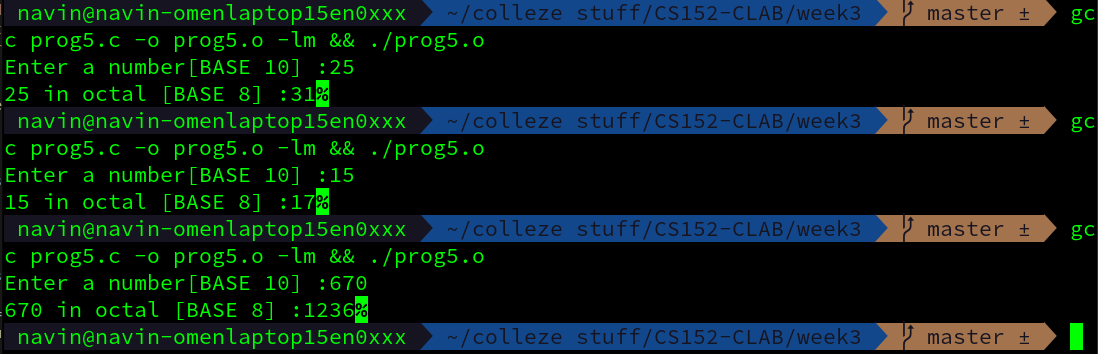 navin@navin-omenlaptop15en0xxx ~/colleze stuff/CS152-CLAB/week3 master ± gc
c prog5.c -o prog5.o -lm && ./prog5.o
Enter a number[BASE 10] :25
25 in octal [BASE 8] :31%
navin@navin-omenlaptop15en0xxx ~/colleze stuff/CS152-CLAB/week3 master ± gc
c prog5.c -o prog5.o -lm && ./prog5.o
Enter a number[BASE 10] :15
15 in octal [BASE 8] :17%
navin@navin-omenlaptop15en0xxx ~/colleze stuff/CS152-CLAB/week3 master ± gc
c prog5.c -o prog5.o -lm && ./prog5.o
Enter a number[BASE 10] :670
670 in octal [BASE 8] :1236%
navin@navin-omenlaptop15en0xxx ~/colleze stuff/CS152-CLAB/week3 master ±